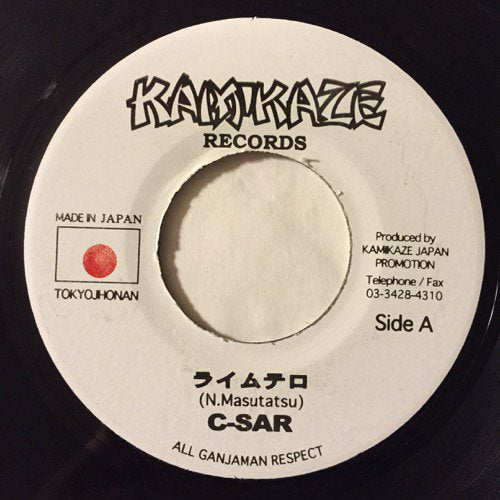 KAMIKAZE
RECORDS
MADE IN JAPAN
TOKYOJHONAN
Produced by
KAMIKAZE JAPAN
PROMOTION
Telephone / Fax
03-3428-4310
Side A
ライムテロ
(N.Masutatsu)
C-SAR
ALL GANJAMAN RESPECT